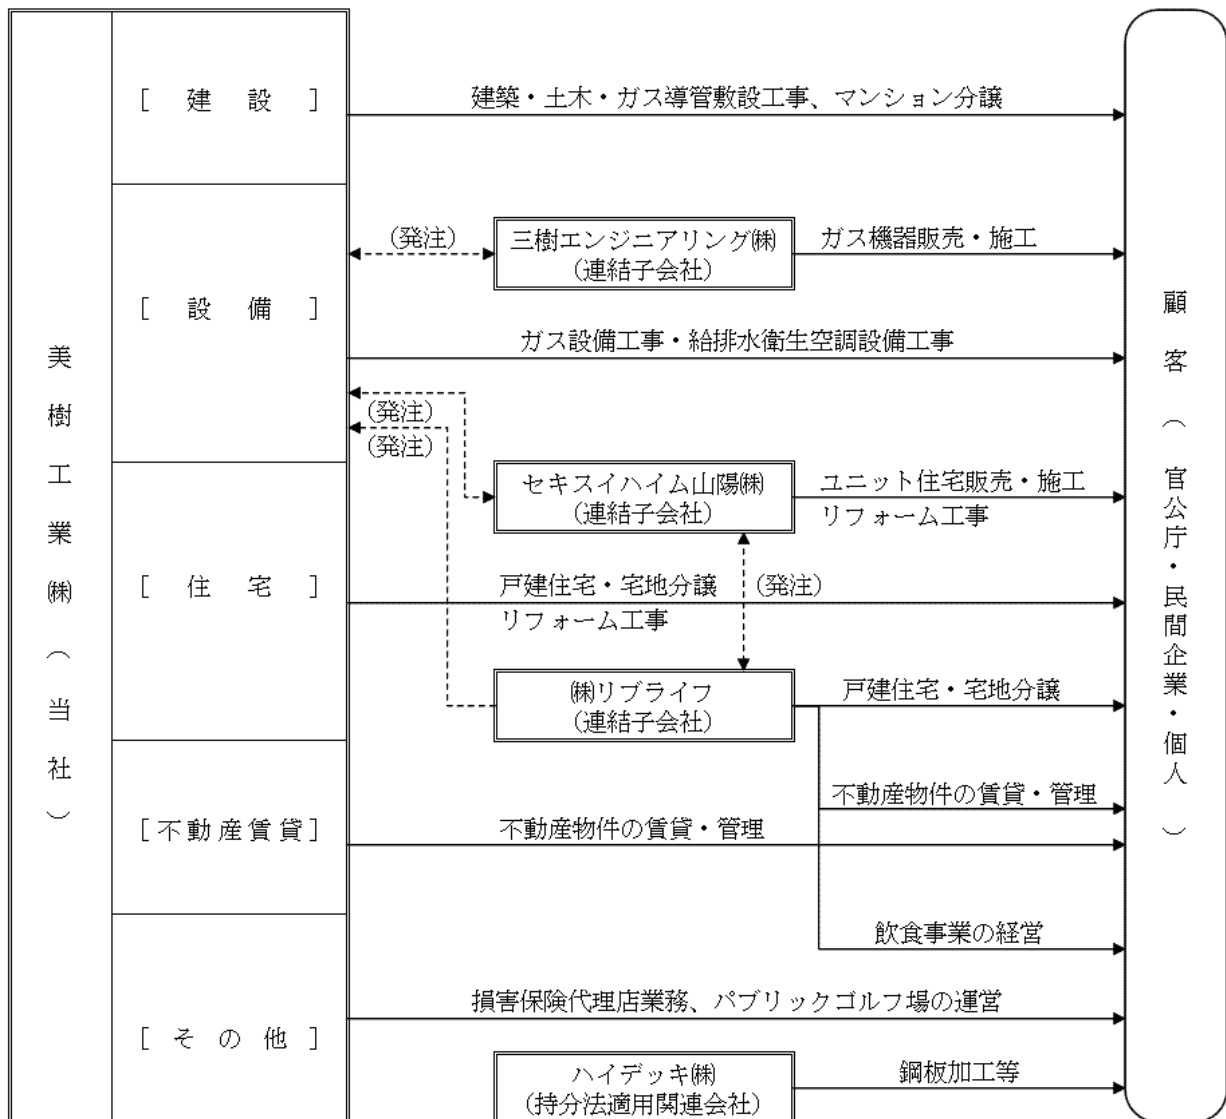 美樹工業㈱（当社）
[建設]
建築・土木・ガス導管敷設工事、マンション分譲
[設備]
(発注)
三樹エンジニアリング㈱
（連結子会社）
ガス機器販売・施工
ガス設備工事・給排水衛生空調設備工事
(発注)
(発注)
セキスイハイム山陽㈱
（連結子会社）
ユニット住宅販売・施工
リフォーム工事
[住宅]
戸建住宅・宅地分譲
リフォーム工事
(発注)
㈱リブライフ
（連結子会社）
戸建住宅・宅地分譲
不動産物件の賃貸・管理
[不動産賃貸]
不動産物件の賃貸・管理
飲食事業の経営
[その他]
損害保険代理店業務、パブリックゴルフ場の運営
ハイデッキ㈱
（持分法適用関連会社）
鋼板加工等
顧客（官公庁・民間企業・個人）